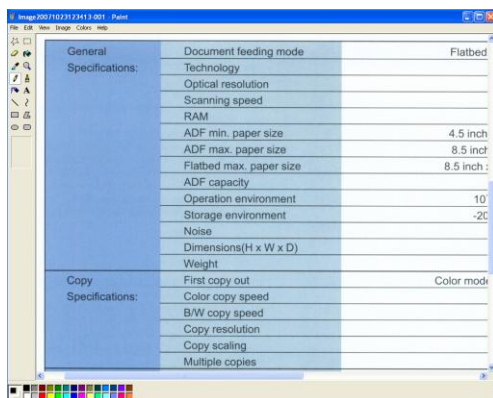 Image20071023123413-001 - Paint
File Edit View Image Colors Help
General Document feeding mode Flatbed
Specifications: Technology
Optical resolution
Scanning speed
RAM
ADF min. paper size 4.5 inch
ADF max. paper size 8.5 inch
Flatbed max. paper size 8.5 inch
ADF capacity
Operation environment 10
Storage environment -20
Noise
Dimensions(H x W x D)
Weight
Copy First copy out Color mode
Specifications: Color copy speed
B/W copy speed
Copy resolution
Copy scaling
Multiple copies